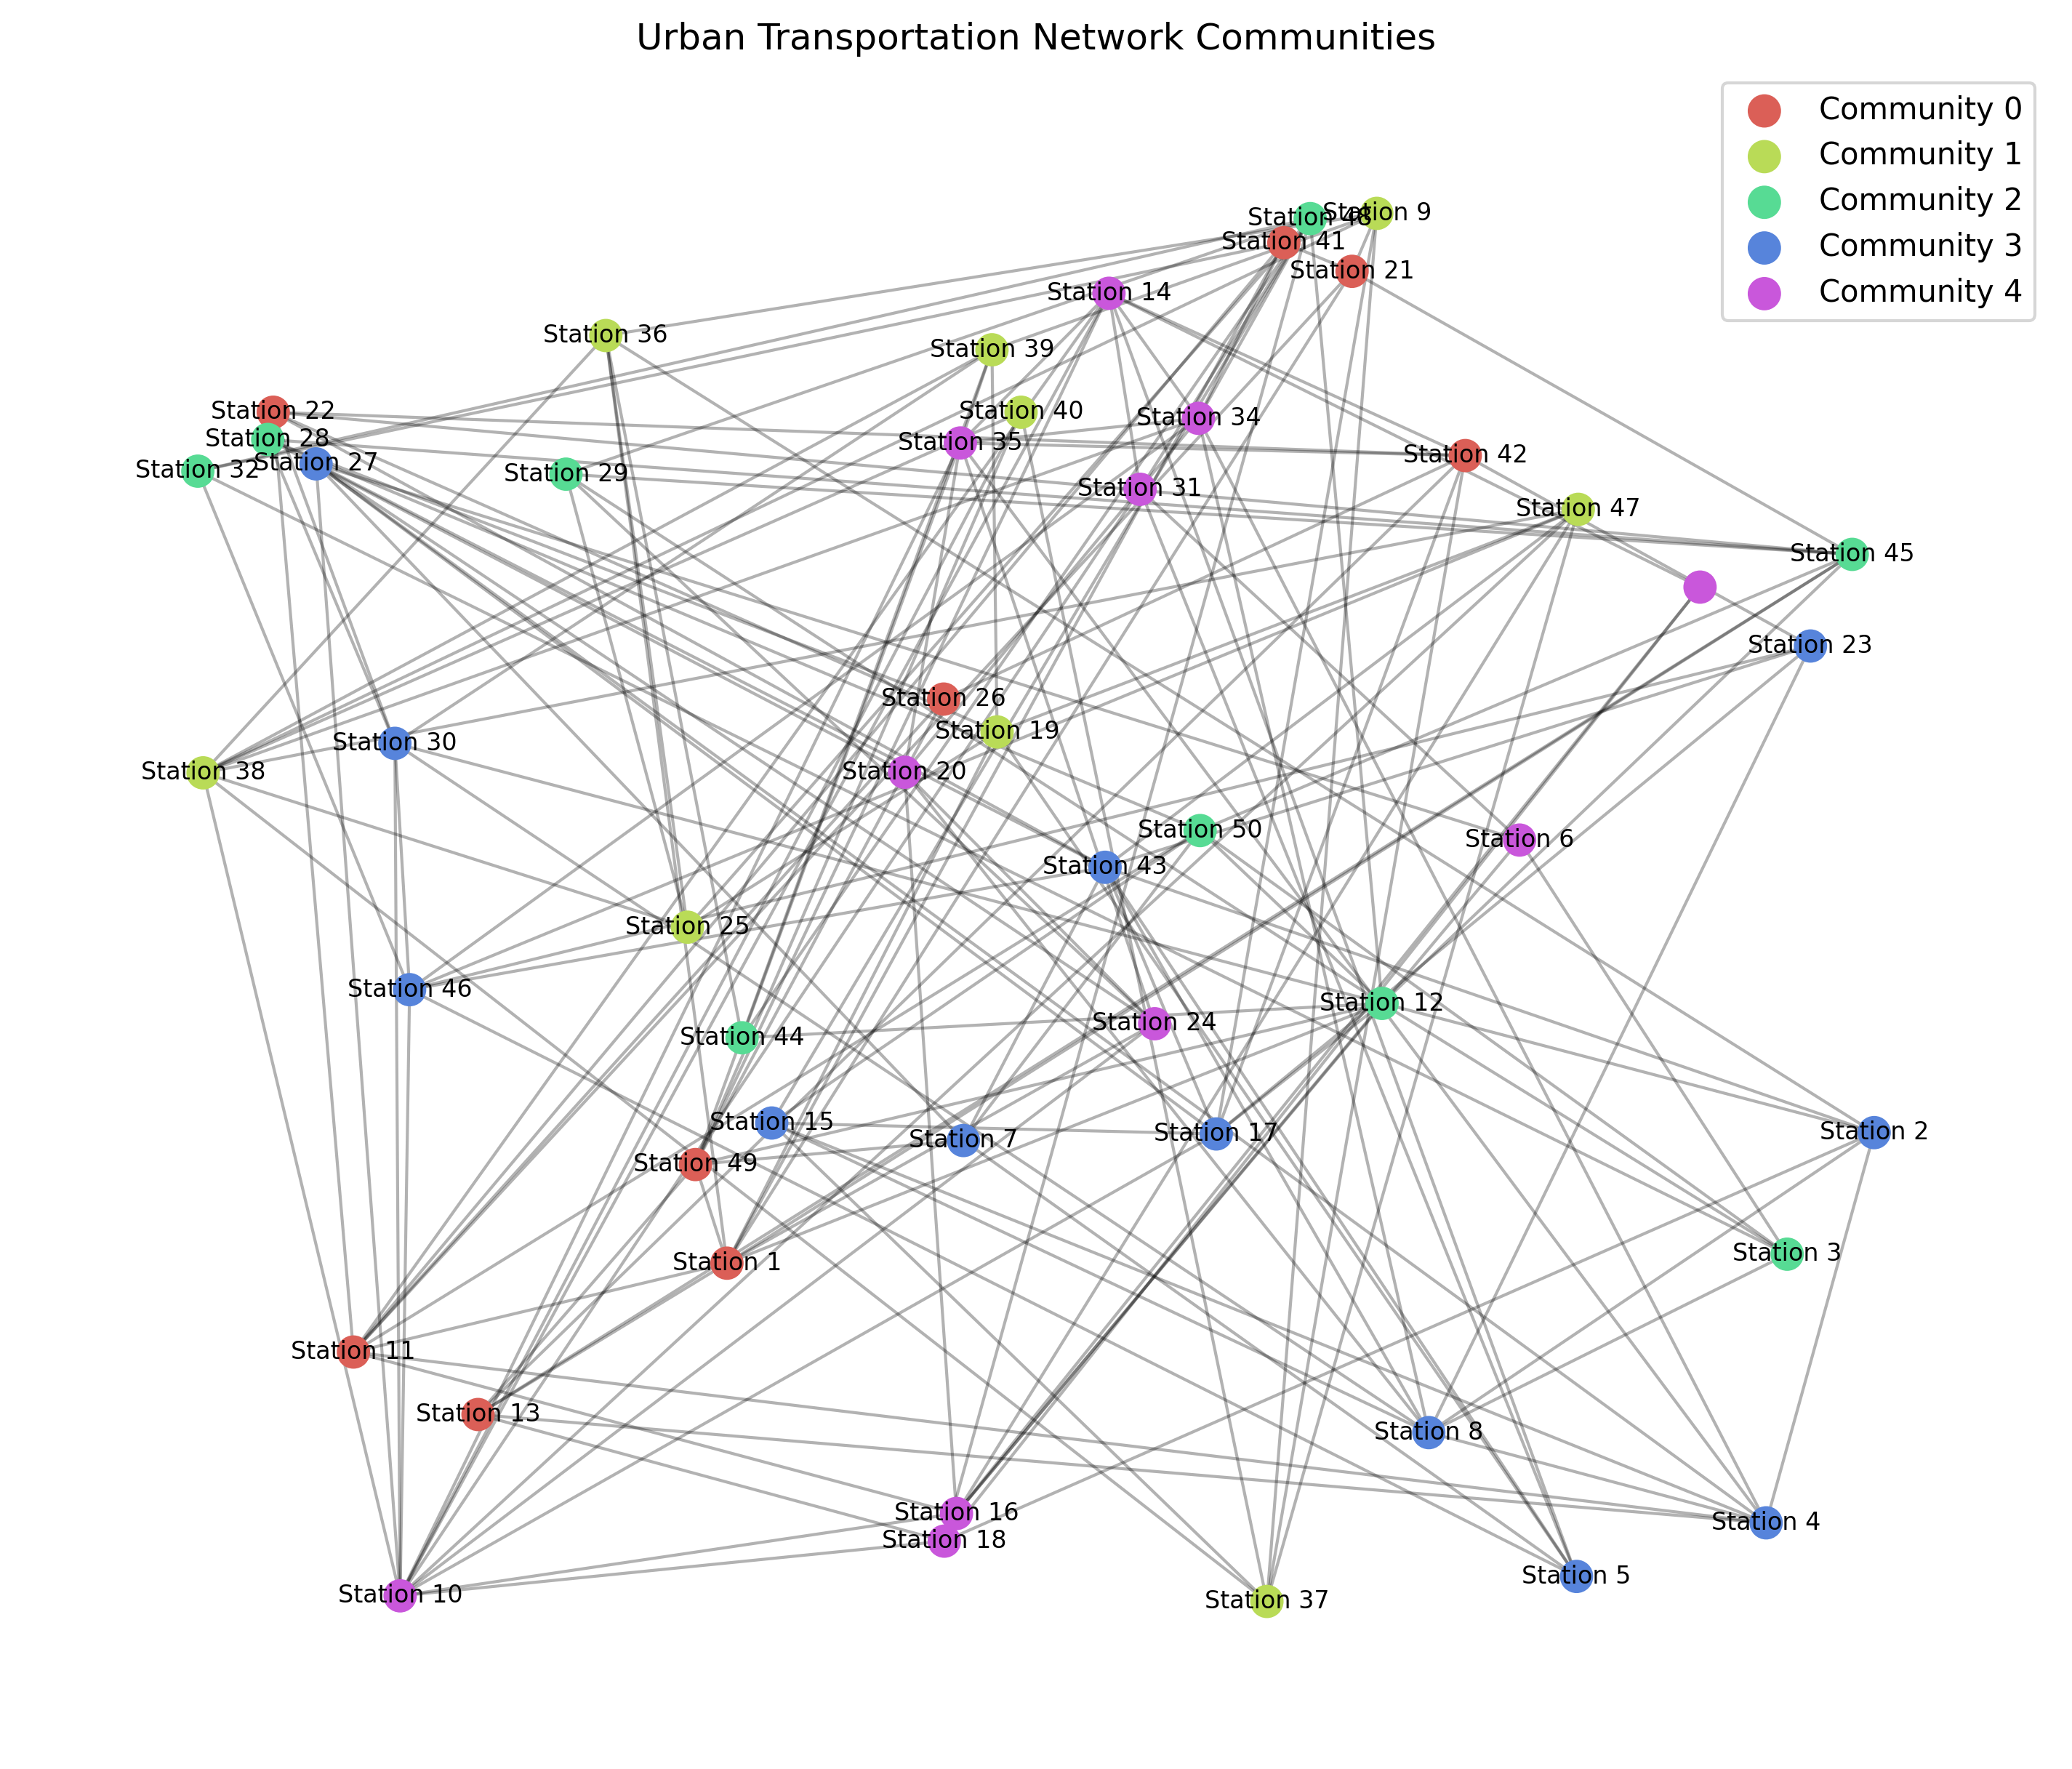 Urban Transportation Network Communities
Community 0
Community 1
Community 2
Community 3
Community 4
Station 48
Station 9
Station 41
Station 21
Station 14
Station 36
Station 39
Station 22
Station 40
Station 34
Station 28
Station 35
Station 42
Station 32
Station 27
Station 29
Station 31
Station 47
Station 45
Station 23
Station 26
Station 19
Station 30
Station 38
Station 20
Station 50
Station 6
Station 43
Station 25
Station 46
Station 12
Station 24
Station 44
Station 15
Station 7
Station 17
Station 2
Station 49
Station 3
Station 1
Station 11
Station 13
Station 8
Station 16
Station 4
Station 18
Station 5
Station 10
Station 37